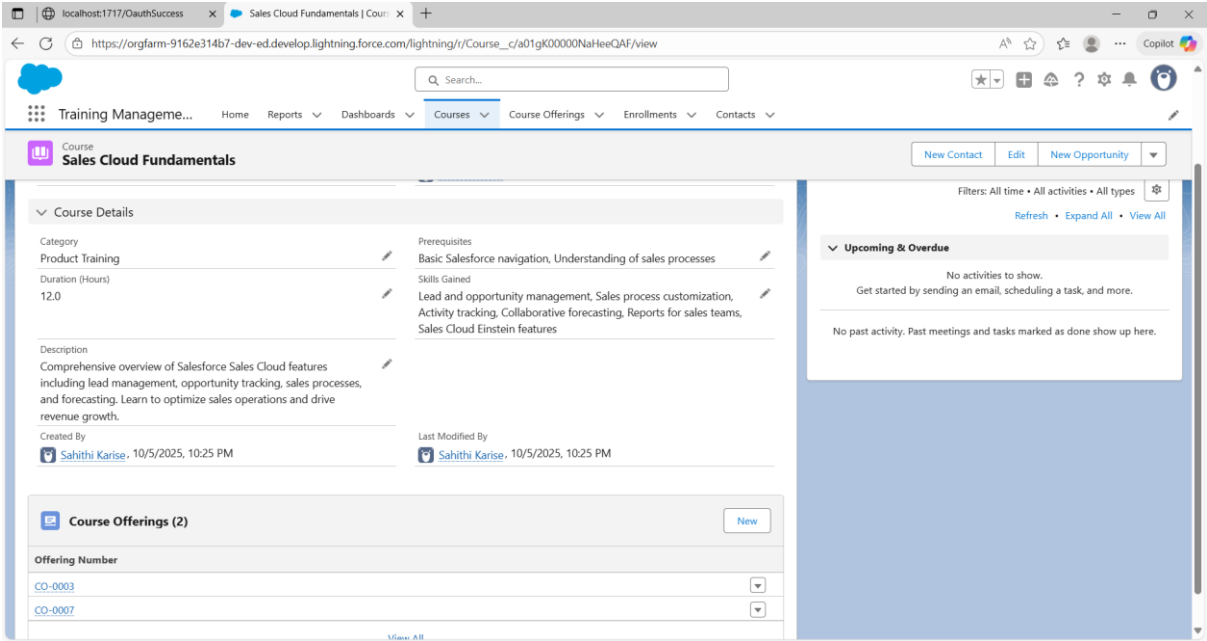 localhost:1717/OauthSuccess
Sales Cloud Fundamentals | Cours
https://orgfarm-9162e314b7-dev-ed.develop.lightning.force.com/lightning/r/Course__c/a01gK00000NaHeeQAF/view
Copilot
Search...
Training Manageme...
Home
Reports
Dashboards
Courses
Course Offerings
Enrollments
Contacts
Course
Sales Cloud Fundamentals
New Contact
Edit
New Opportunity
Course Details
Category
Product Training
Duration (Hours)
12.0
Description
Comprehensive overview of Salesforce Sales Cloud features
including lead management, opportunity tracking, sales processes,
and forecasting. Learn to optimize sales operations and drive
revenue growth.
Created By
Sahithi Karise, 10/5/2025, 10:25 PM
Prerequisites
Basic Salesforce navigation, Understanding of sales processes
Skills Gained
Lead and opportunity management, Sales process customization,
Activity tracking, Collaborative forecasting, Reports for sales teams,
Sales Cloud Einstein features
Last Modified By
Sahithi Karise, 10/5/2025, 10:25 PM
Course Offerings (2)
New
Offering Number
CO-0003
CO-0007
View All
Filters: All time • All activities • All types
Refresh • Expand All • View All
Upcoming & Overdue
No activities to show.
Get started by sending an email, scheduling a task, and more.
No past activity. Past meetings and tasks marked as done show up here.